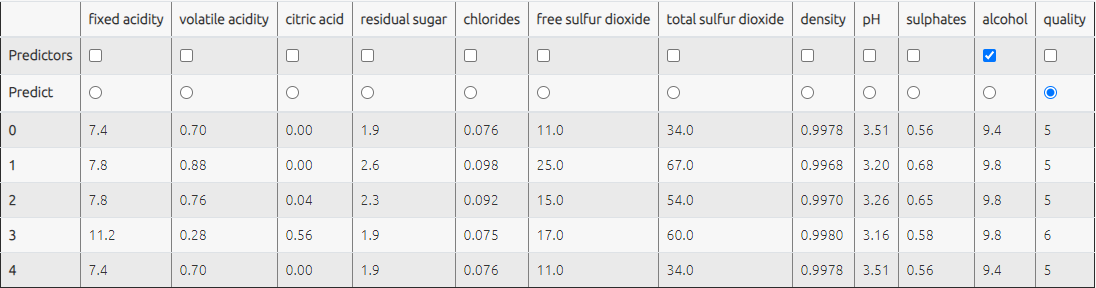 fixed acidity volatile acidity citric acid residual sugar chlorides free sulfur dioxide total sulfur dioxide density pH sulphates alcohol quality
Predictors
Predict
0 7.4 0.70 0.00 1.9 0.076 11.0 34.0 0.9978 3.51 0.56 9.4 5
1 7.8 0.88 0.00 2.6 0.098 25.0 67.0 0.9968 3.20 0.68 9.8 5
2 7.8 0.76 0.04 2.3 0.092 15.0 54.0 0.9970 3.26 0.65 9.8 5
3 11.2 0.28 0.56 1.9 0.075 17.0 60.0 0.9980 3.16 0.58 9.8 6
4 7.4 0.70 0.00 1.9 0.076 11.0 34.0 0.9978 3.51 0.56 9.4 5